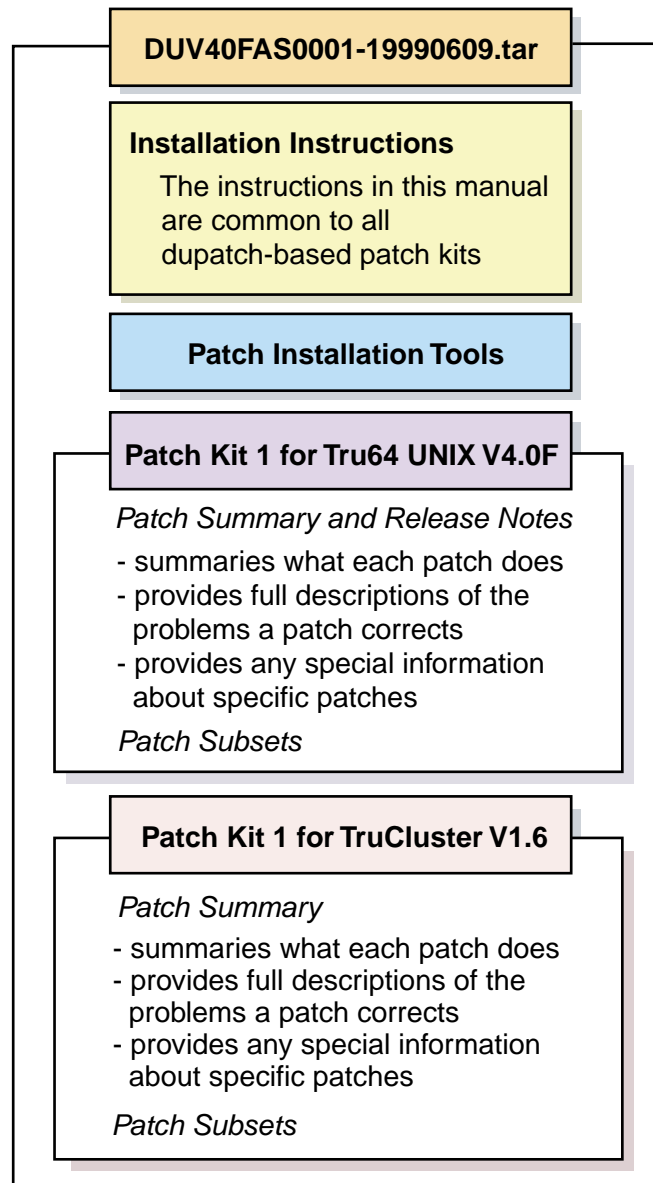 DUV40FAS0001-19990609.tar
Installation Instructions
The instructions in this manual
are common to all
dupatch-based patch kits
Patch Installation Tools
Patch Kit 1 for Tru64 UNIX V4.0F
Patch Summary and Release Notes
- summaries what each patch does
- provides full descriptions of the
problems a patch corrects
- provides any special information
about specific patches
Patch Subsets
Patch Kit 1 for TruCluster V1.6
Patch Summary
- summaries what each patch does
- provides full descriptions of the
problems a patch corrects
- provides any special information
about specific patches
Patch Subsets